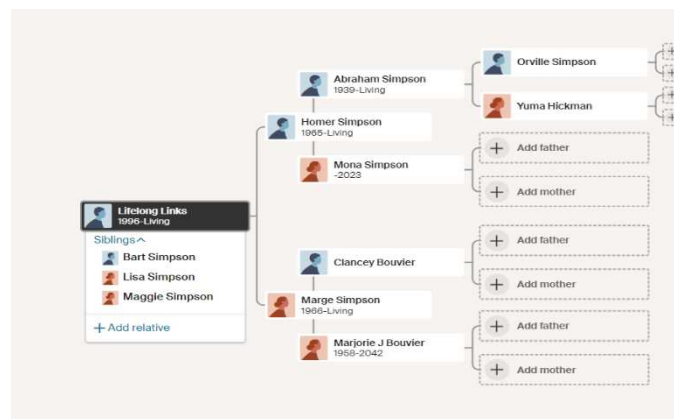 Orville Simpson
Abraham Simpson
1939-Living
Yuma Hickman
Homer Simpson
1965-Living
Add father
Mona Simpson
-2023
Add mother
Lifelong Links
1996-Living
Siblings
Bart Simpson
Lisa Simpson
Maggie Simpson
+ Add relative
Add father
Clancey Bouvier
Add mother
Marge Simpson
1966-Living
Add father
Marjorie J Bouvier
1958-2042
Add mother